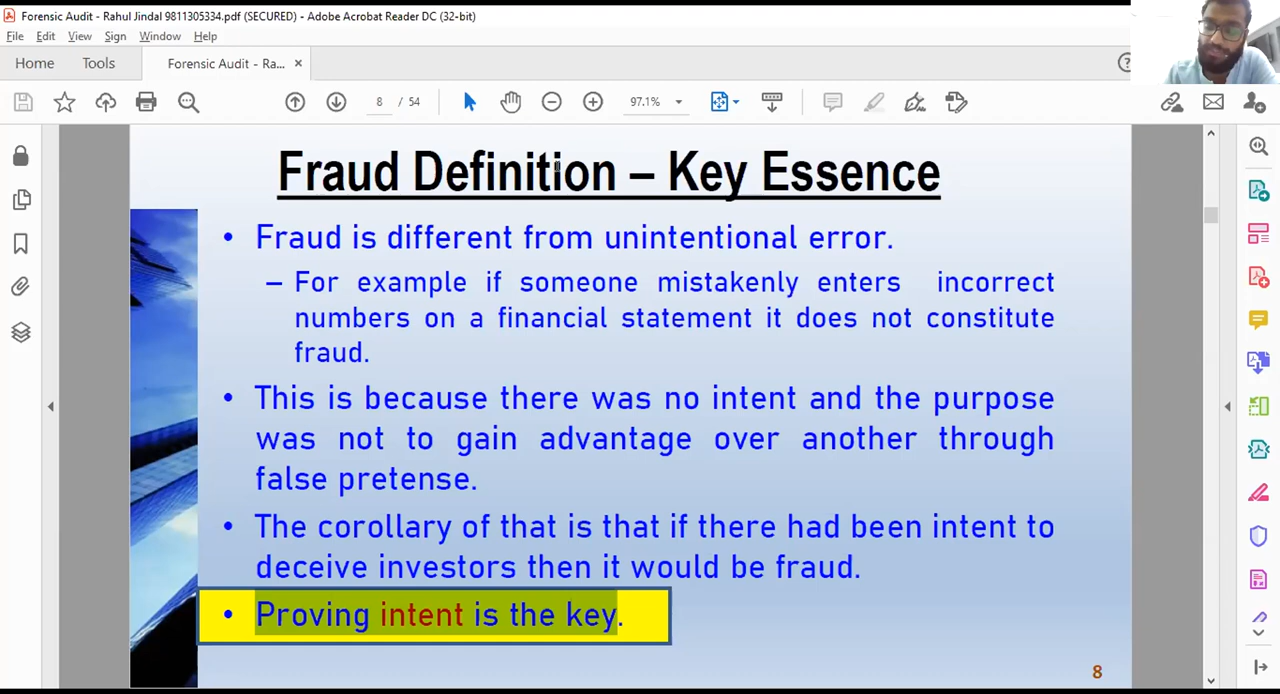 Forensic Audit - Rahul Jindal 9811305334.pdf (SECURED) - Adobe Acrobat Reader DC (32-bit)
File Edit View Sign Window Help
Home Tools Forensic Audit - Ra... ×
8 / 54 97.1%
Fraud Definition – Key Essence
• Fraud is different from unintentional error.
– For example if someone mistakenly enters incorrect
numbers on a financial statement it does not constitute
fraud.
• This is because there was no intent and the purpose
was not to gain advantage over another through
false pretense.
• The corollary of that is that if there had been intent to
deceive investors then it would be fraud.
• Proving intent is the key.
8